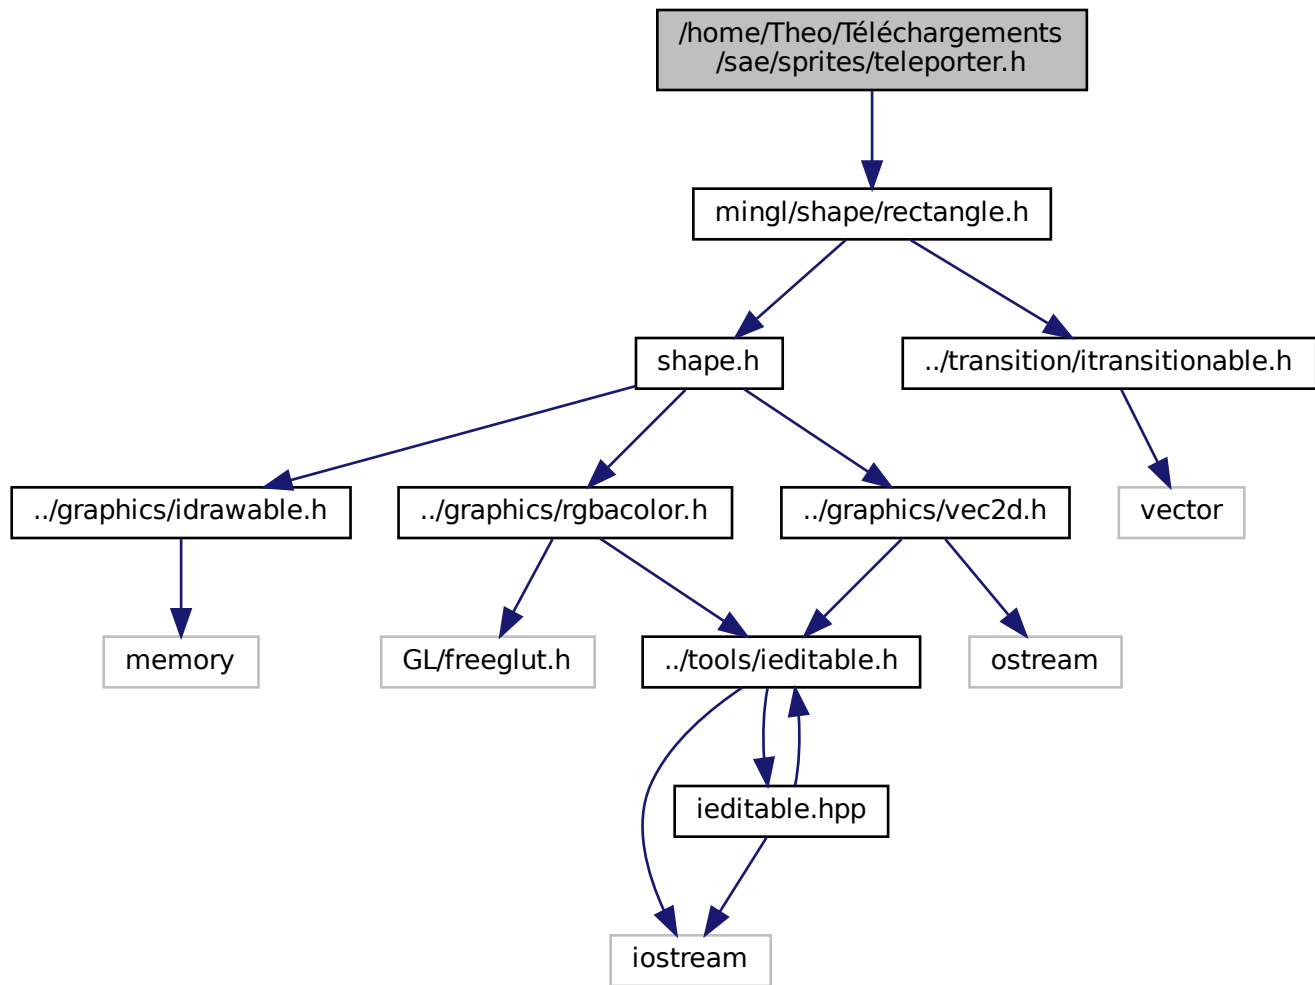 /home/Theo/Téléchargements
/sae/sprites/teleporter.h
mingl/shape/rectangle.h
shape.h
../transition/itransitionable.h
../graphics/idrawable.h
../graphics/rgbacolor.h
../graphics/vec2d.h
vector
memory
GL/freeglut.h
../tools/ieditable.h
ostream
ieditable.hpp
iostream